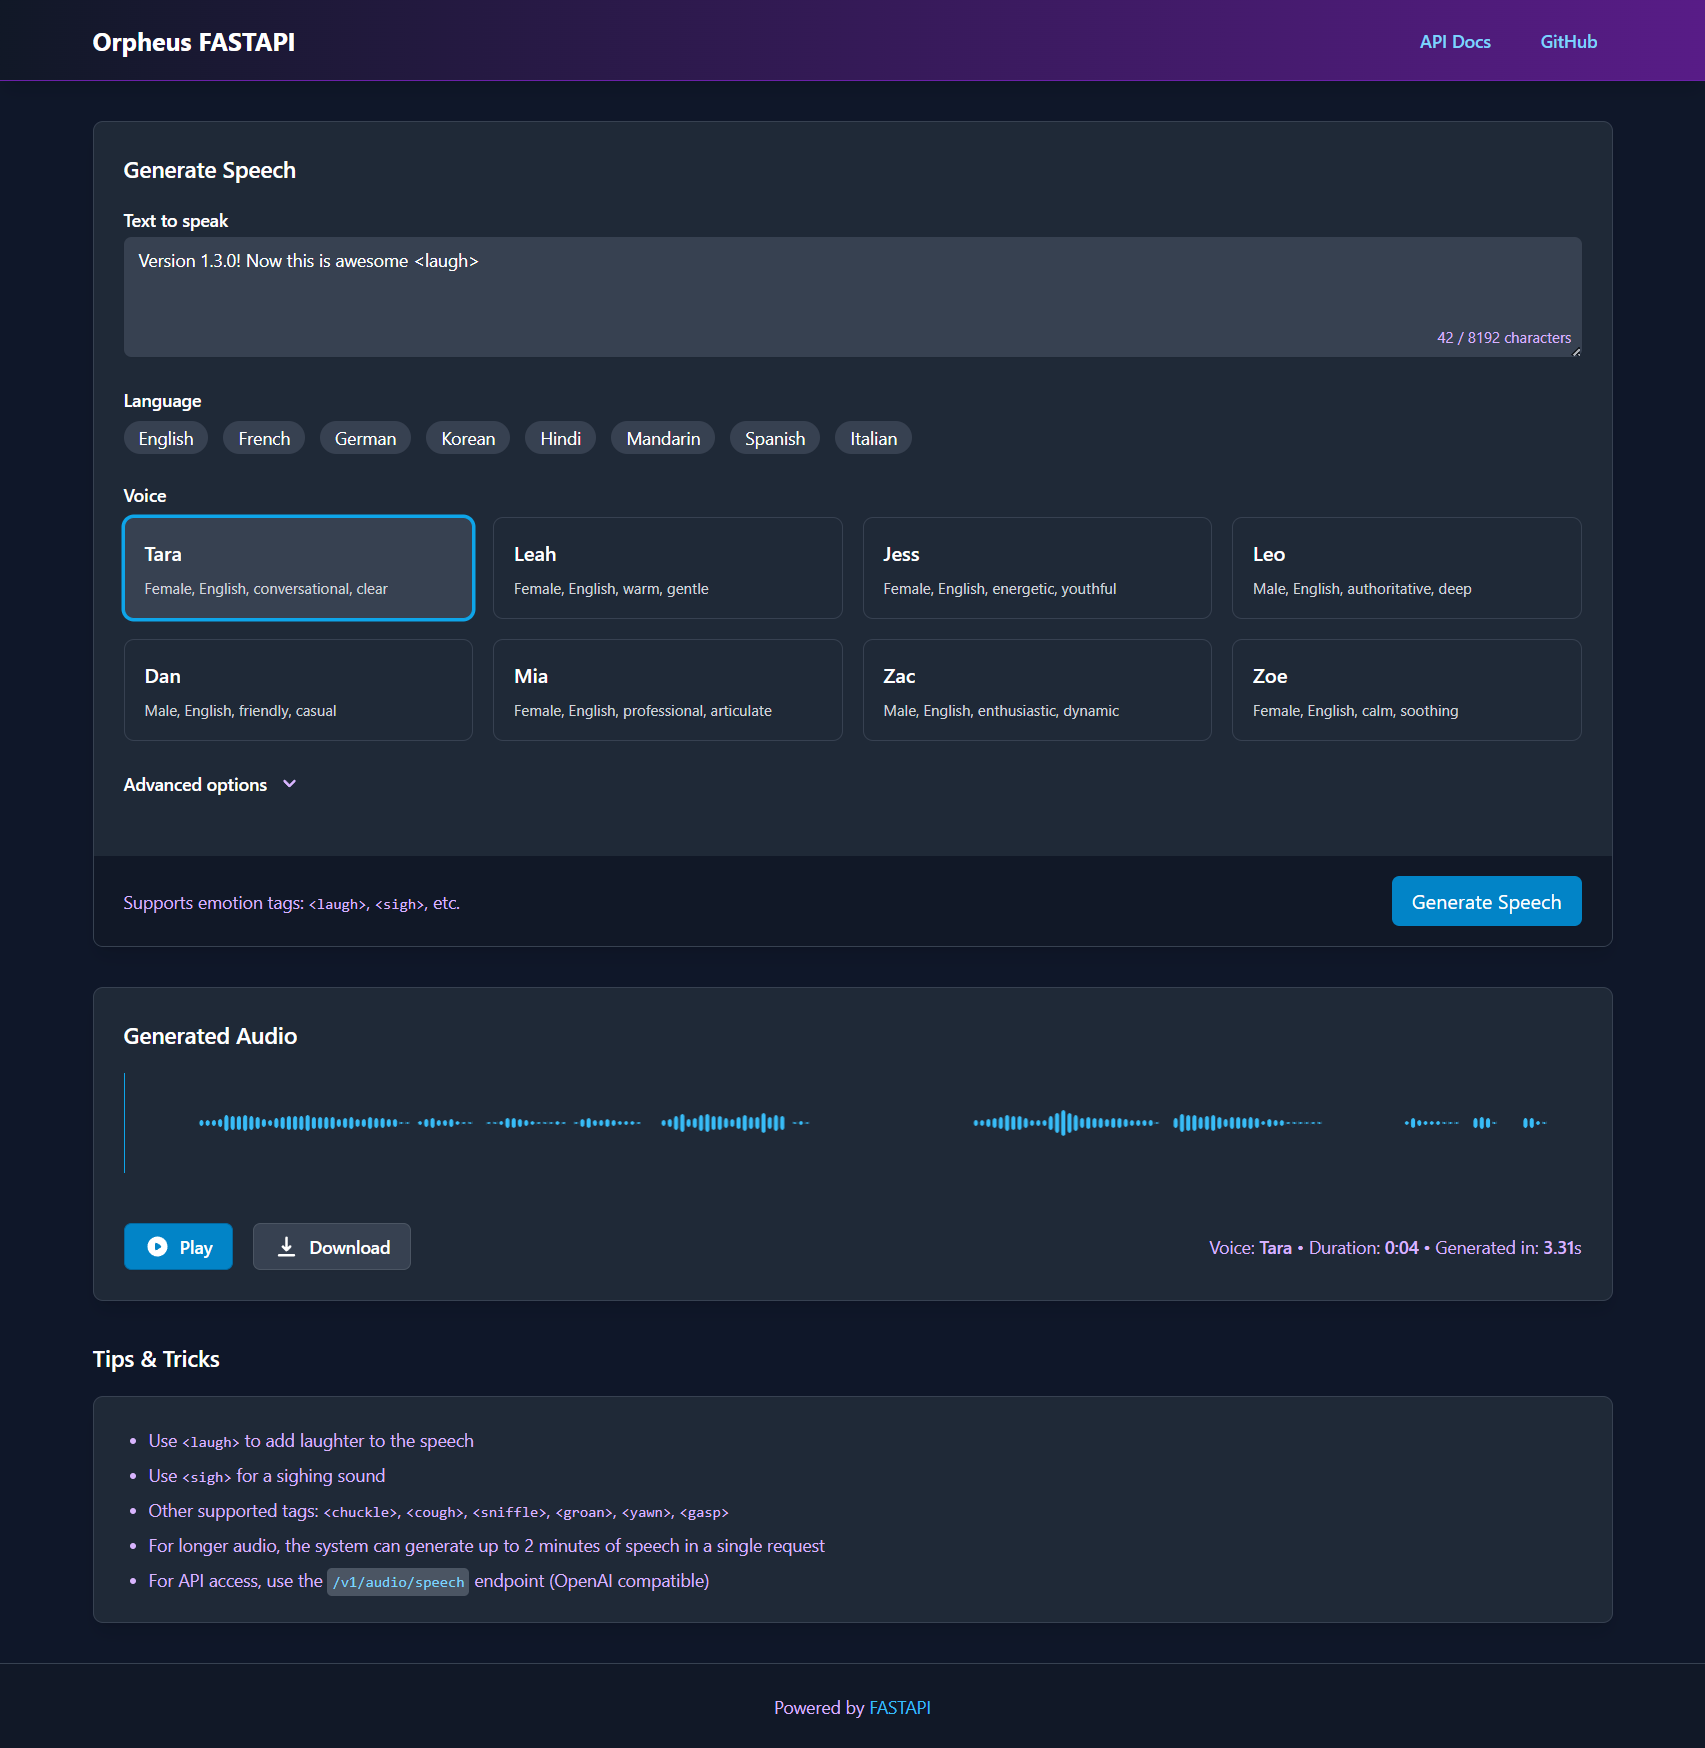 Orpheus FASTAPI
API Docs
GitHub
Generate Speech
Text to speak
Version 1.3.0! Now this is awesome <laugh>
42 / 8192 characters
Language
English French German Korean Hindi Mandarin Spanish Italian
Voice
Tara
Female, English, conversational, clear
Leah
Female, English, warm, gentle
Jess
Female, English, energetic, youthful
Leo
Male, English, authoritative, deep
Dan
Male, English, friendly, casual
Mia
Female, English, professional, articulate
Zac
Male, English, enthusiastic, dynamic
Zoe
Female, English, calm, soothing
Advanced options
Supports emotion tags: <laugh>, <sigh>, etc.
Generate Speech
Generated Audio
Play
Download
Voice: Tara • Duration: 0:04 • Generated in: 3.31s
Tips & Tricks
• Use <laugh> to add laughter to the speech
• Use <sigh> for a sighing sound
• Other supported tags: <chuckle>, <cough>, <sniffle>, <groan>, <yawn>, <gasp>
• For longer audio, the system can generate up to 2 minutes of speech in a single request
• For API access, use the /v1/audio/speech endpoint (OpenAI compatible)
Powered by FASTAPI